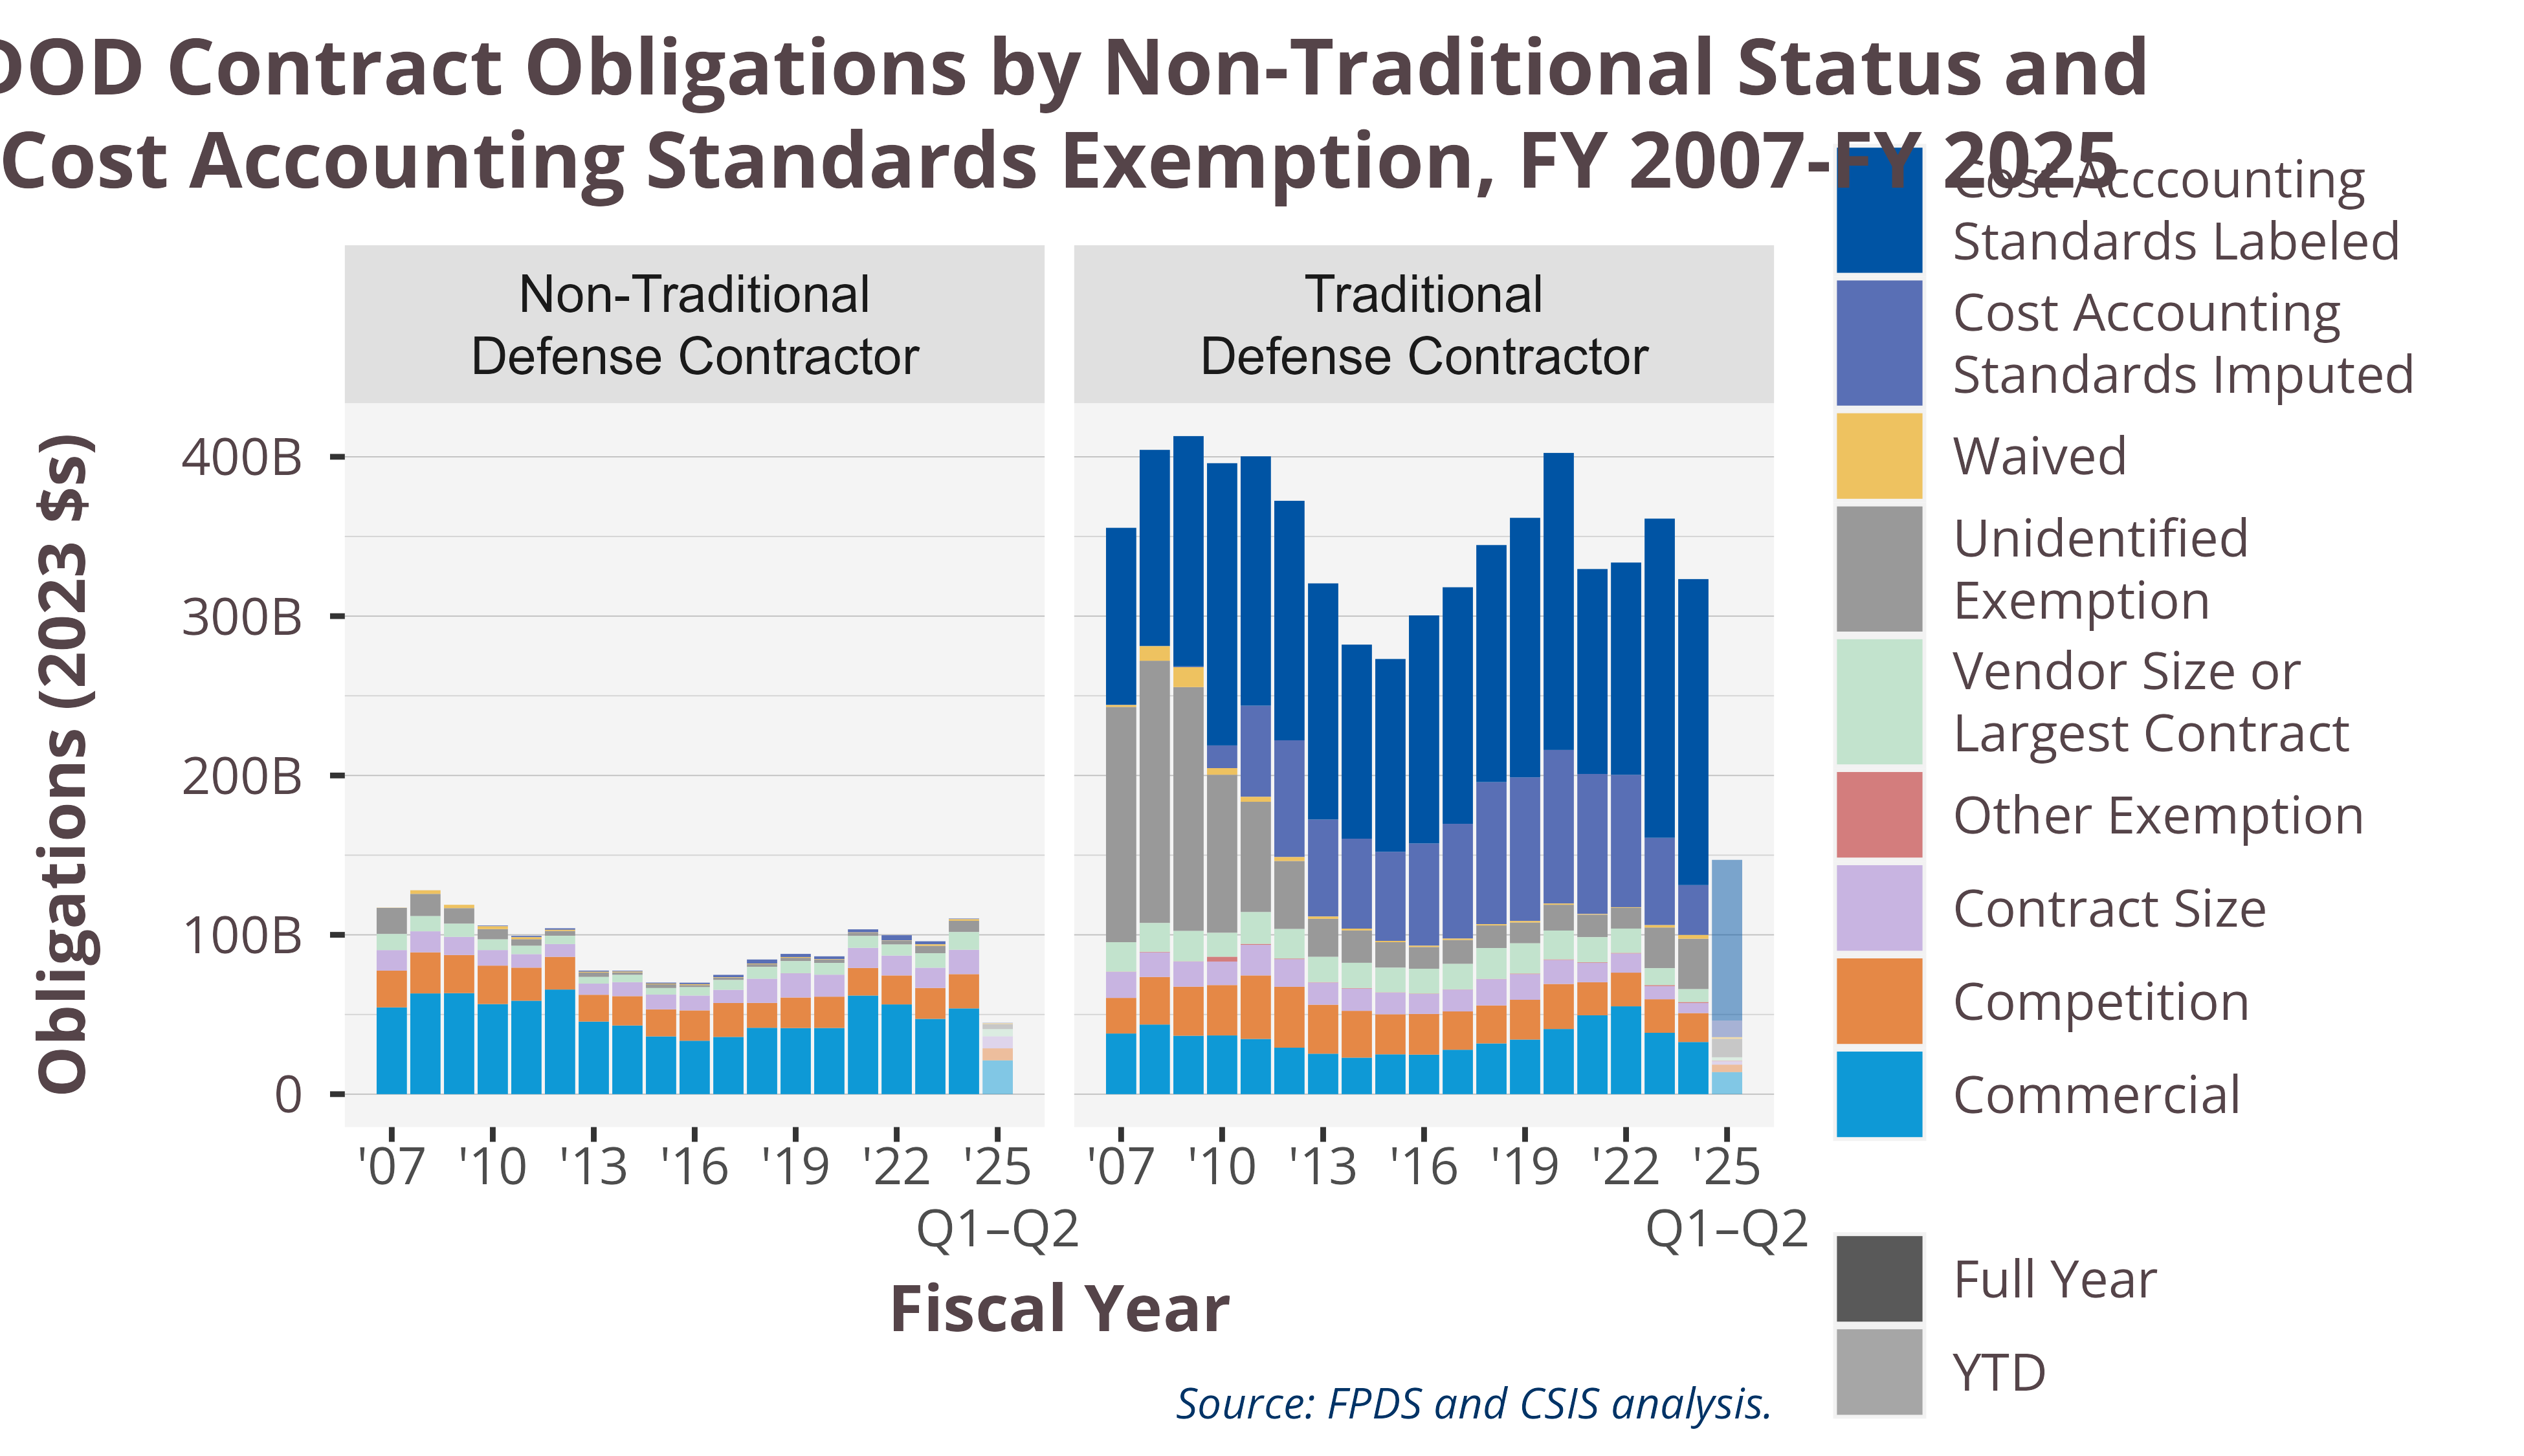 DOD Contract Obligations by Non-Traditional Status and
Cost Accounting Standards Exemption, FY 2007-FY 2025
Non-Traditional
Defense Contractor
Traditional
Defense Contractor
Obligations (2023 $s)
400B
300B
200B
100B
0
'07 '10 '13 '16 '19 '22 '25
Q1–Q2
'07 '10 '13 '16 '19 '22 '25
Q1–Q2
Fiscal Year
Cost Acccounting
Standards Labeled
Cost Accounting
Standards Imputed
Waived
Unidentified
Exemption
Vendor Size or
Largest Contract
Other Exemption
Contract Size
Competition
Commercial
Full Year
YTD
Source: FPDS and CSIS analysis.